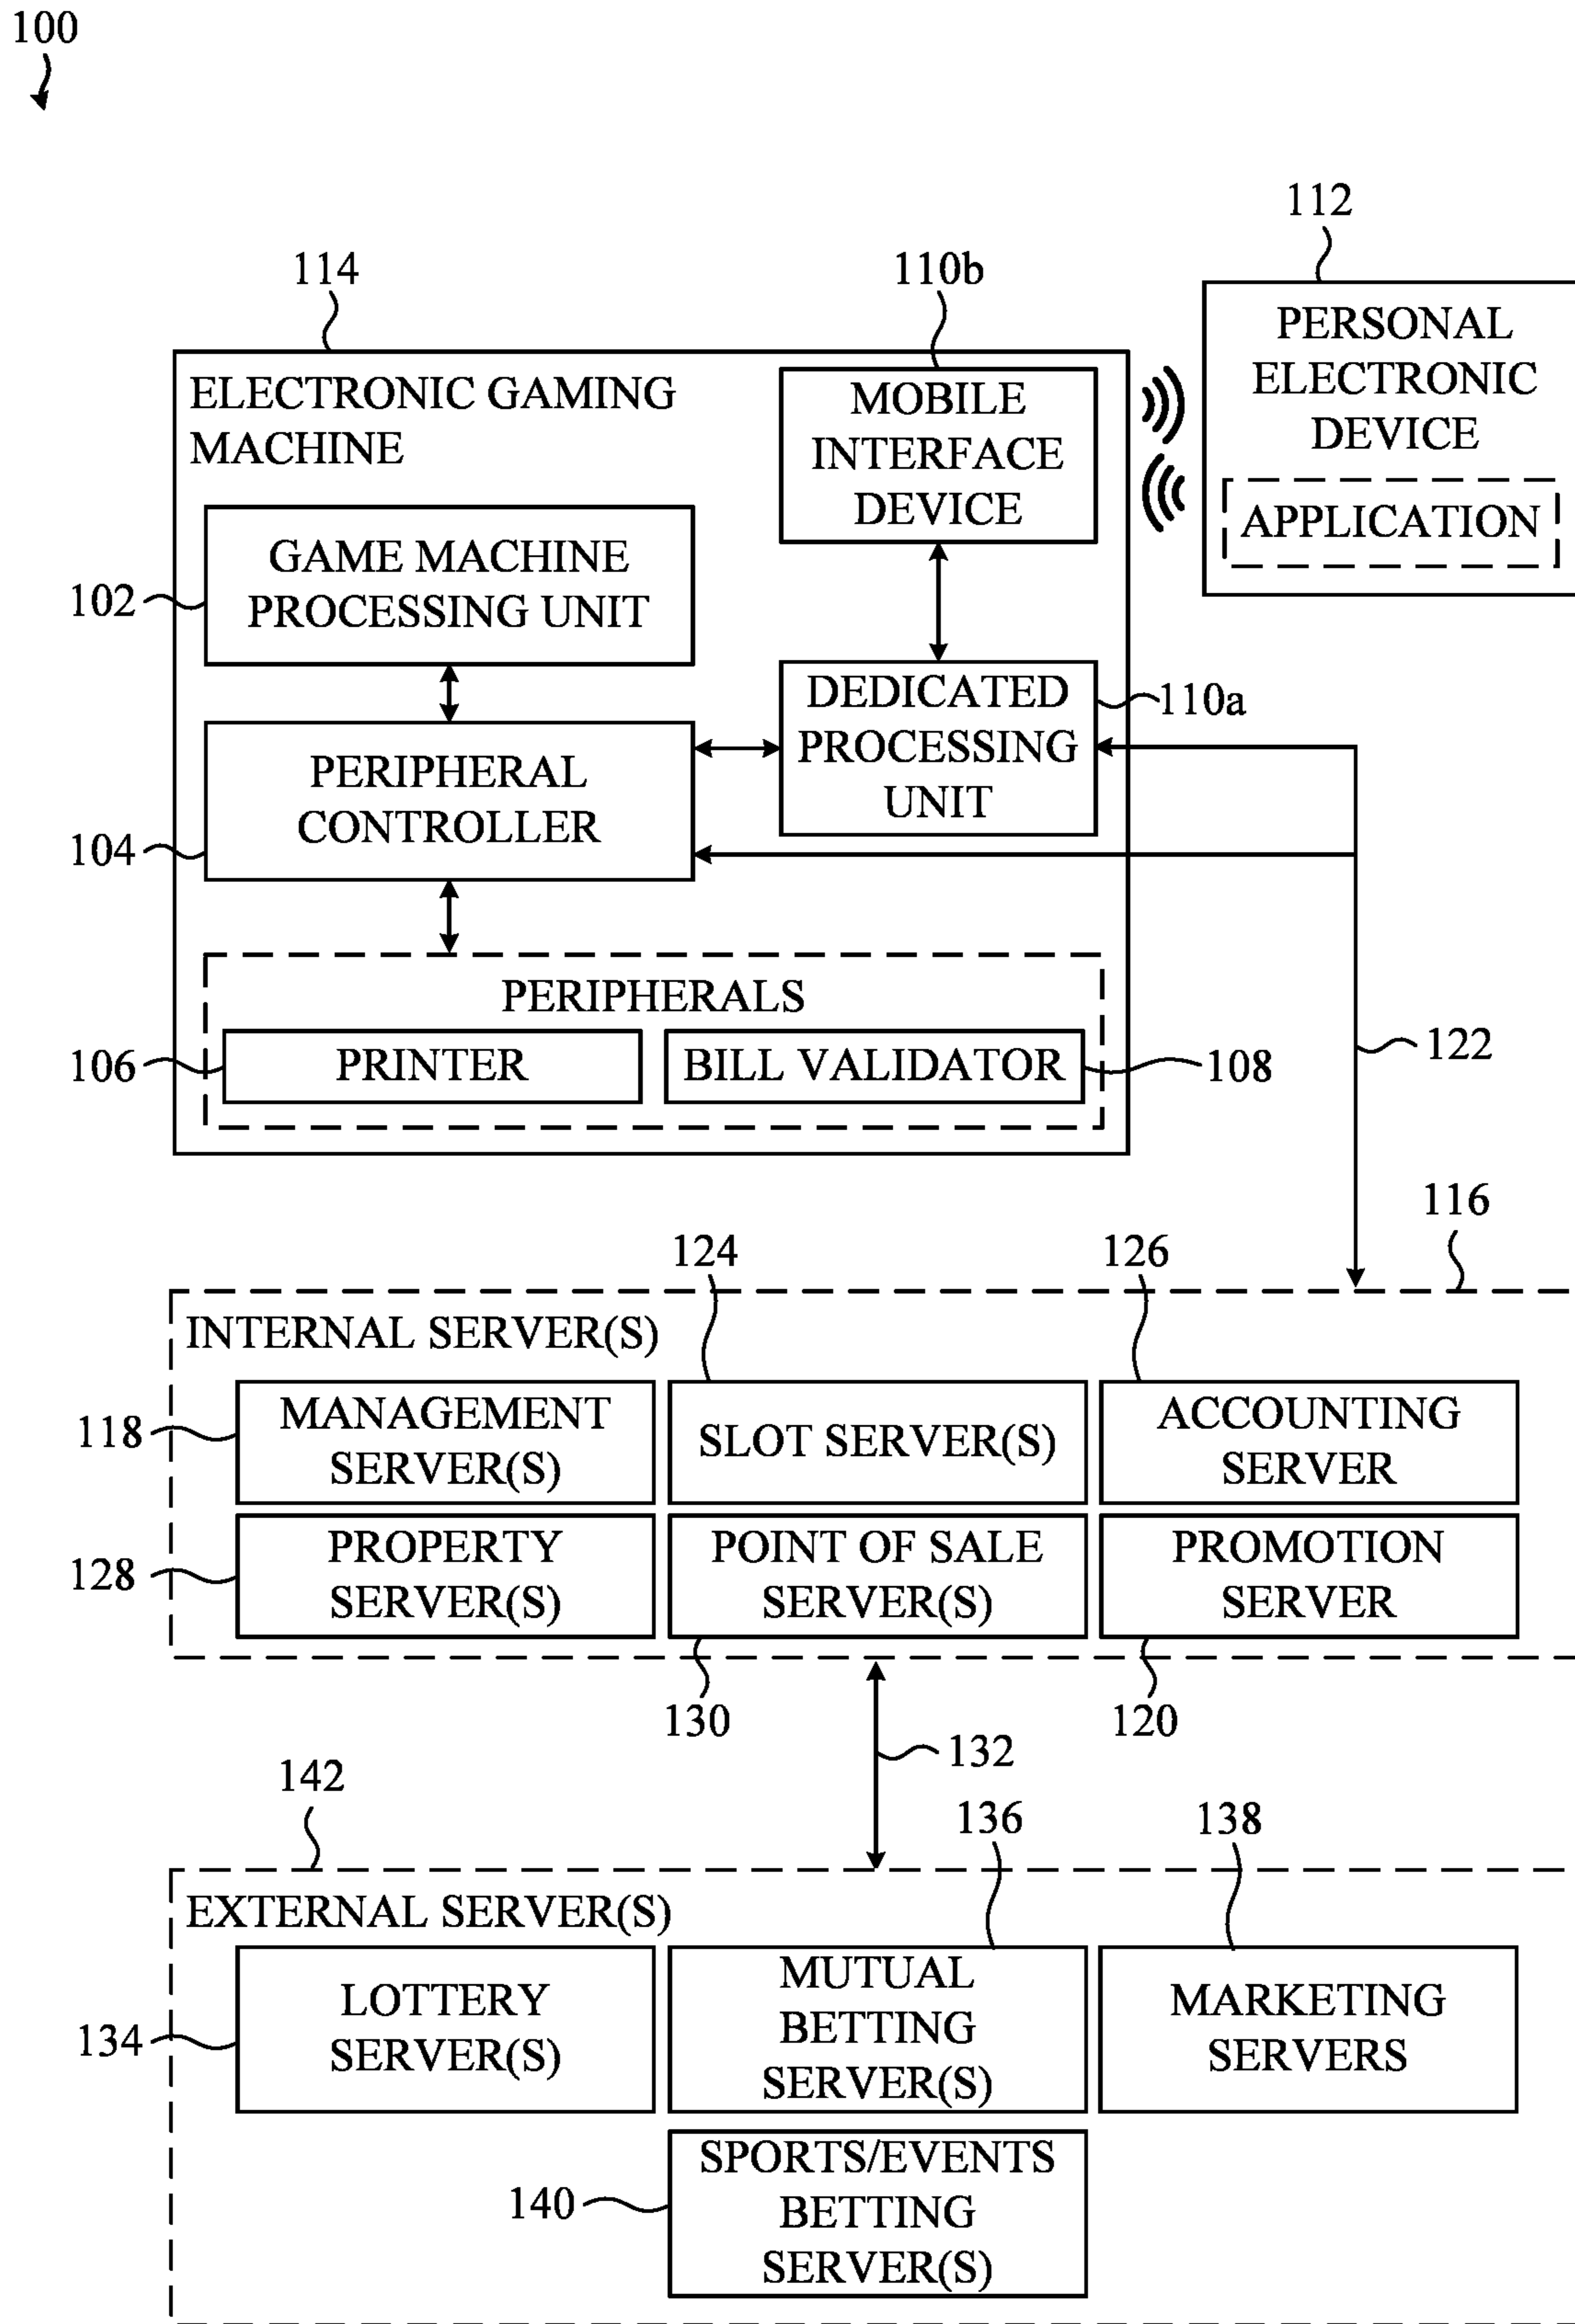 100
112
114
110b
PERSONAL
ELECTRONIC
DEVICE
APPLICATION
ELECTRONIC GAMING
MACHINE
MOBILE
INTERFACE
DEVICE
GAME MACHINE
PROCESSING UNIT
102
DEDICATED
PROCESSING
UNIT
110a
PERIPHERAL
CONTROLLER
104
PERIPHERALS
106
PRINTER
BILL VALIDATOR
108
122
116
124
126
INTERNAL SERVER(S)
118
MANAGEMENT
SERVER(S)
SLOT SERVER(S)
ACCOUNTING
SERVER
128
PROPERTY
SERVER(S)
POINT OF SALE
SERVER(S)
PROMOTION
SERVER
130
120
132
142
136
138
EXTERNAL SERVER(S)
134
LOTTERY
SERVER(S)
MUTUAL
BETTING
SERVER(S)
MARKETING
SERVERS
140
SPORTS/EVENTS
BETTING
SERVER(S)